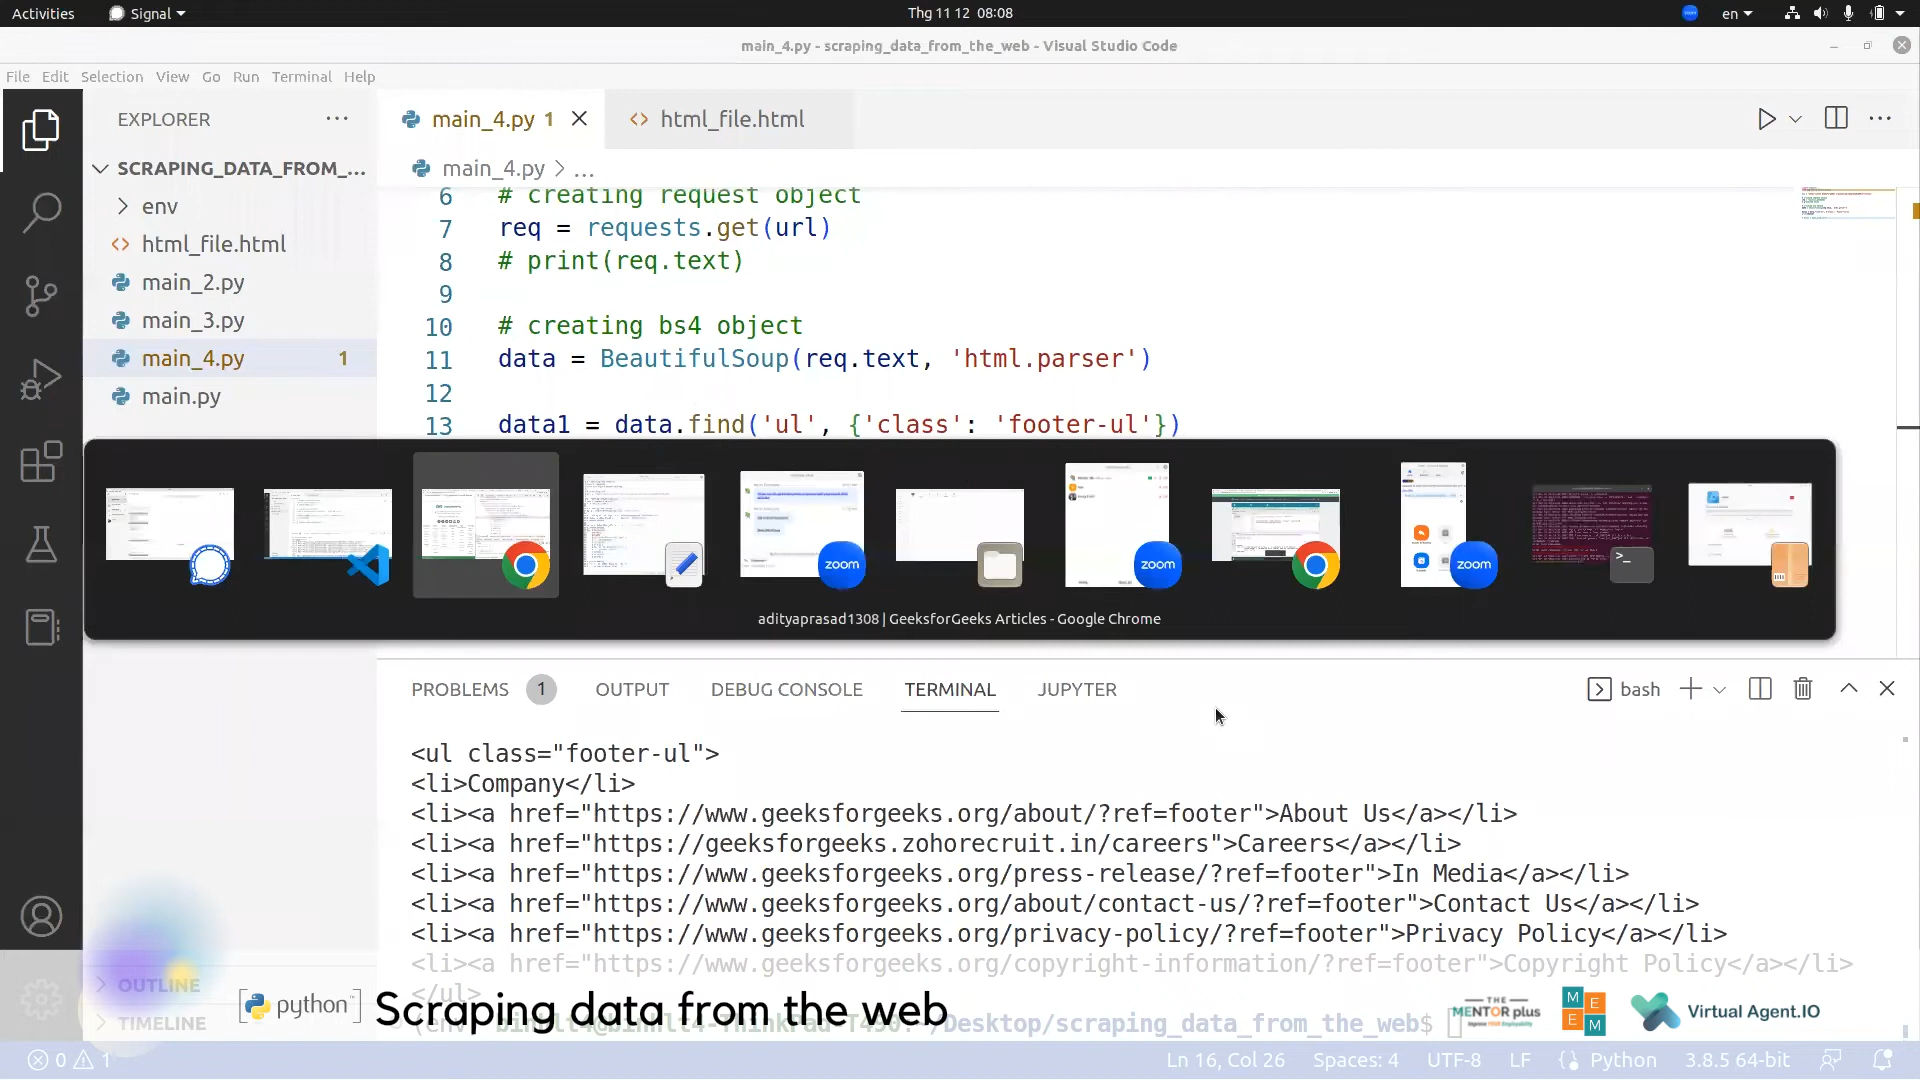 Activities
Signal
Thg 11 12 08:08
en
main_4.py - scraping_data_from_the_web - Visual Studio Code
File Edit Selection View Go Run Terminal Help
EXPLORER
main_4.py 1
html_file.html
SCRAPING_DATA_FROM_...
main_4.py > ...
env
html_file.html
main_2.py
main_3.py
main_4.py 1
main.py
6 # creating request object
7 req = requests.get(url)
8 # print(req.text)
9
10 # creating bs4 object
11 data = BeautifulSoup(req.text, 'html.parser')
12
13 data1 = data.find('ul', {'class': 'footer-ul'})
zoom
zoom
zoom
adityaprasad1308 | GeeksforGeeks Articles - Google Chrome
PROBLEMS 1 OUTPUT DEBUG CONSOLE TERMINAL JUPYTER
bash
<ul class="footer-ul">
<li>Company</li>
<li><a href="https://www.geeksforgeeks.org/about/?ref=footer">About Us</a></li>
<li><a href="https://geeksforgeeks.zohorecruit.in/careers">Careers</a></li>
<li><a href="https://www.geeksforgeeks.org/press-release/?ref=footer">In Media</a></li>
<li><a href="https://www.geeksforgeeks.org/about/contact-us/?ref=footer">Contact Us</a></li>
<li><a href="https://www.geeksforgeeks.org/privacy-policy/?ref=footer">Privacy Policy</a></li>
<li><a href="https://www.geeksforgeeks.org/copyright-information/?ref=footer">Copyright Policy</a></li>
</ul>
Desktop/scraping_data_from_the_web$
OUTLINE
TIMELINE
python
Scraping data from the web
THE MENTOR plus
MEEM
Virtual Agent.IO
0 1
Ln 16, Col 26 Spaces: 4 UTF-8 LF Python 3.8.5 64-bit